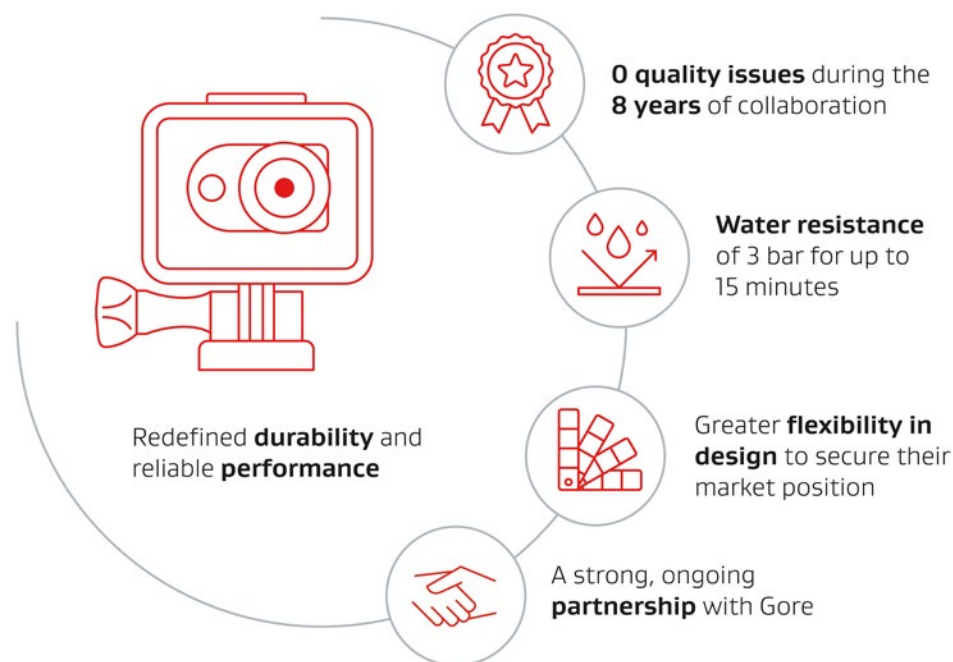 0 quality issues during the
8 years of collaboration
Water resistance
of 3 bar for up to
15 minutes
Redefined durability and
reliable performance
Greater flexibility in
design to secure their
market position
A strong, ongoing
partnership with Gore